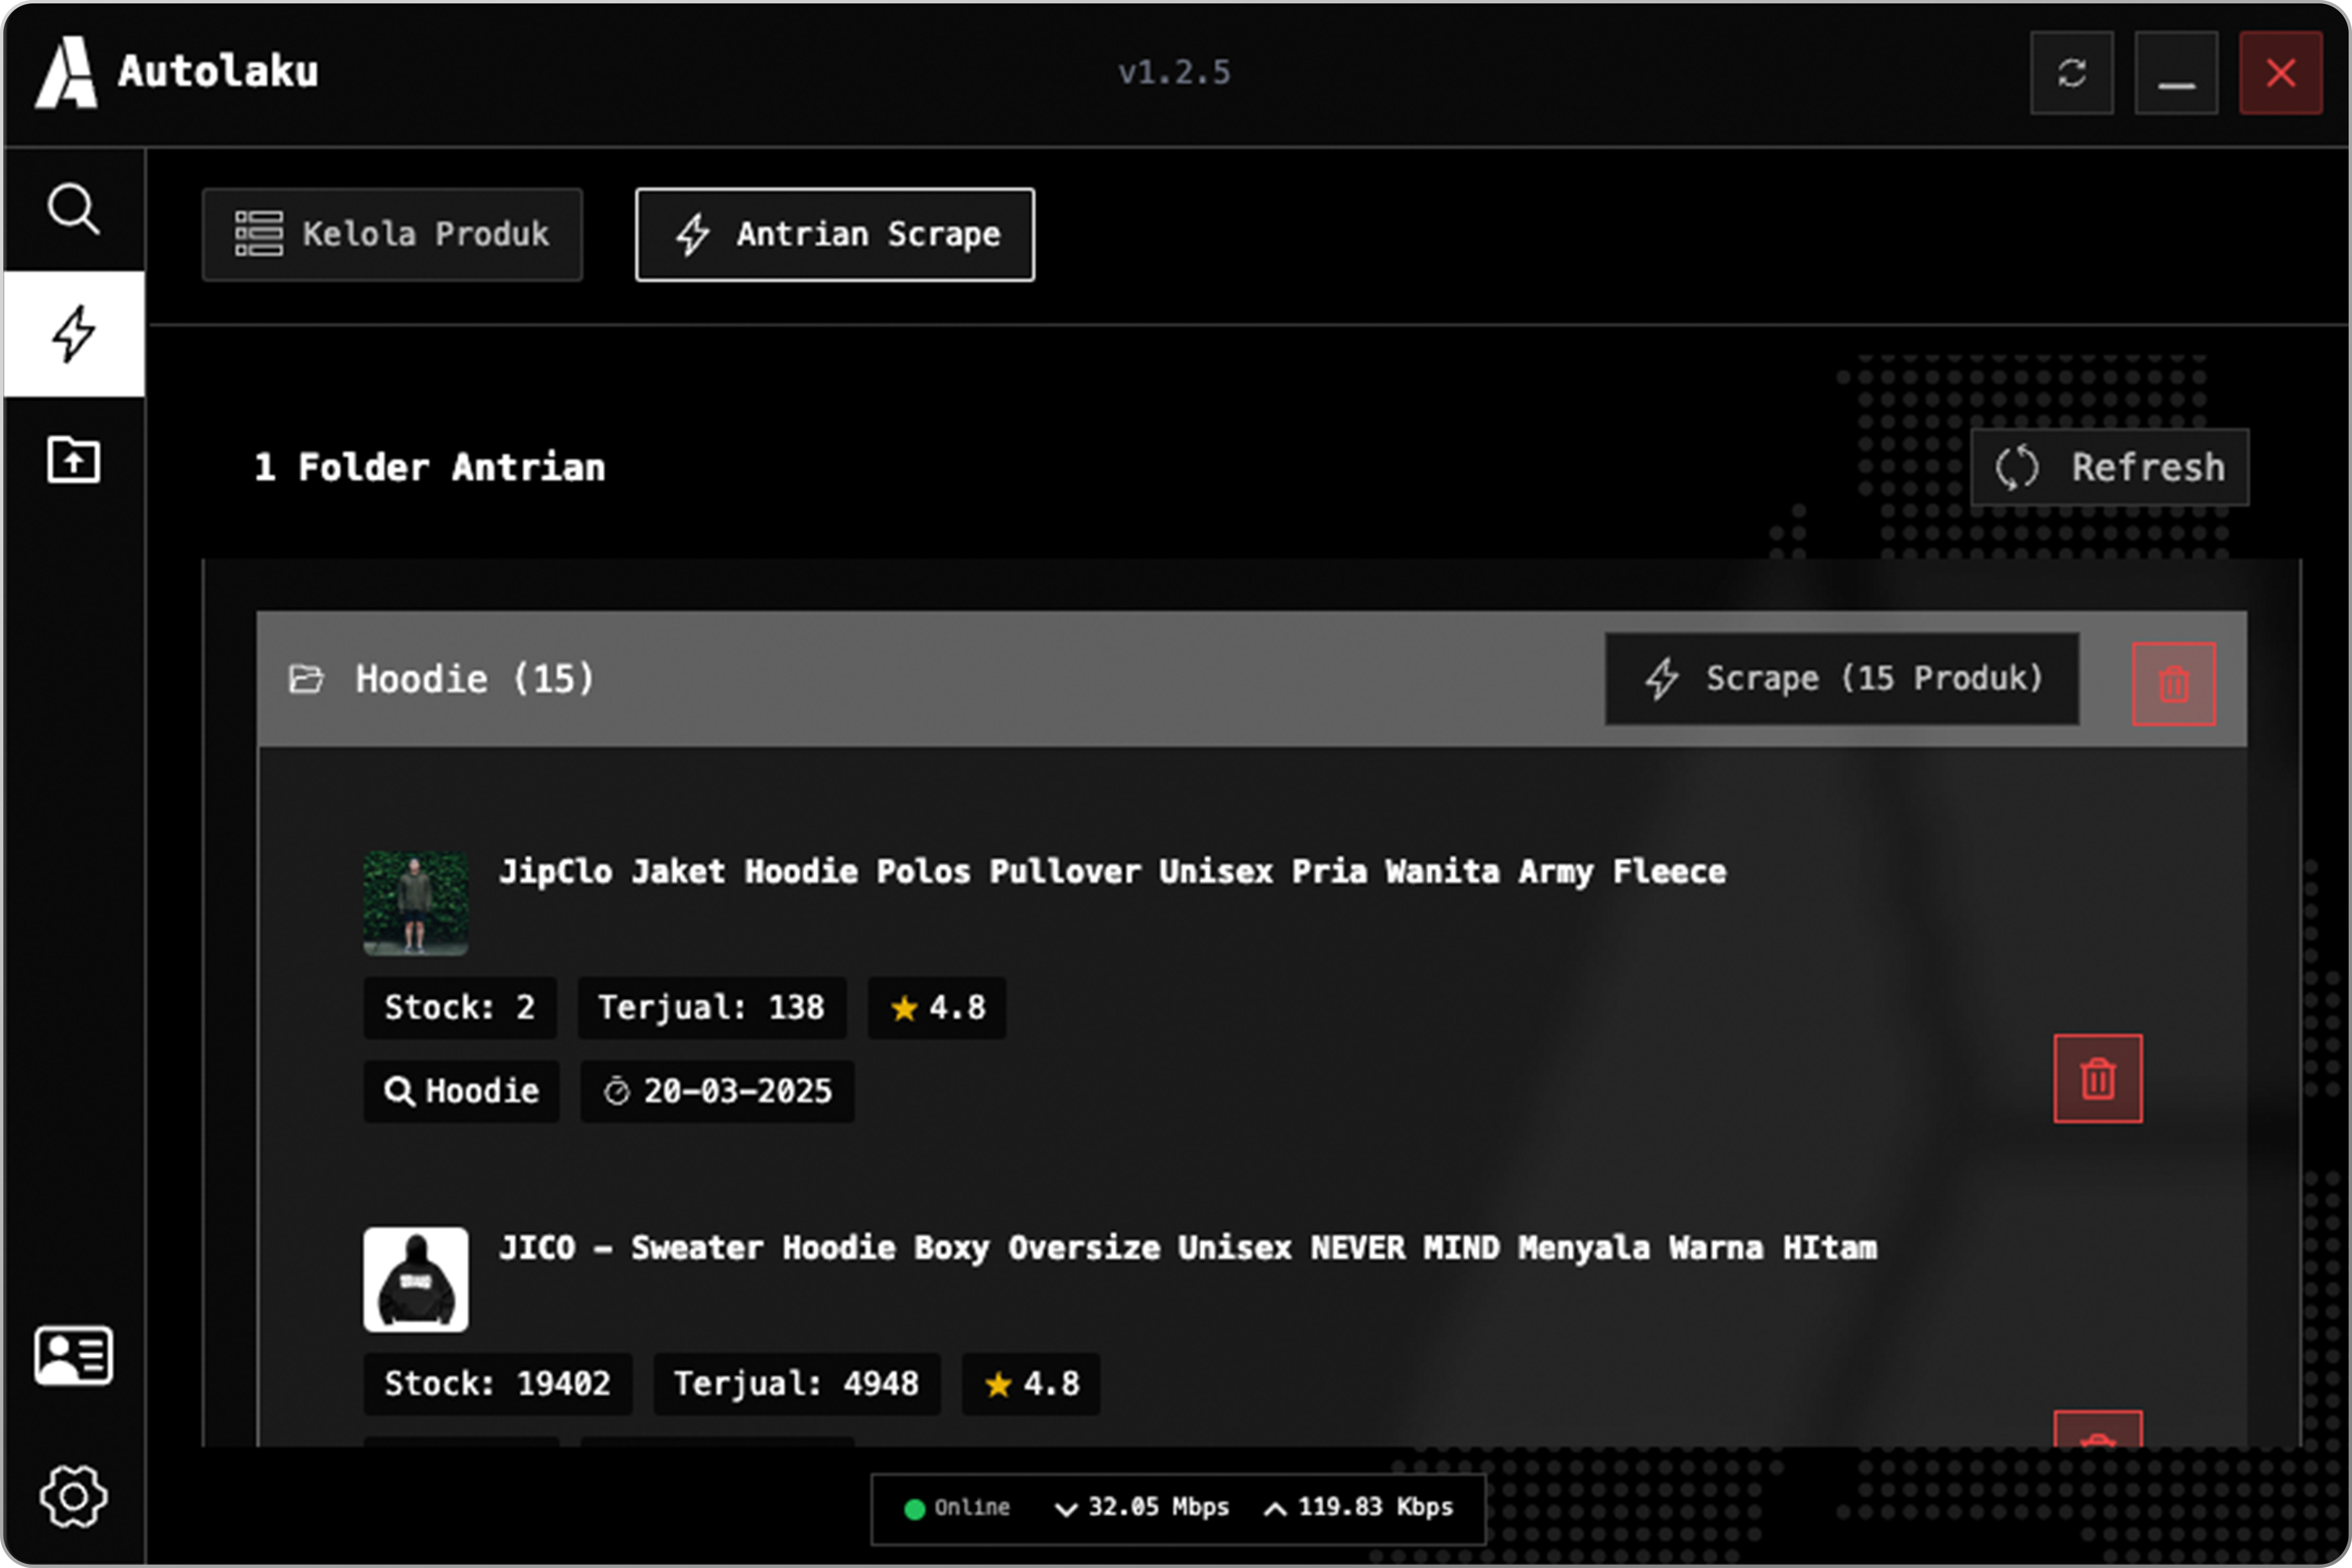 Autolaku
v1.2.5
Kelola Produk
Antrian Scrape
1 Folder Antrian
Refresh
Hoodie (15)
Scrape (15 Produk)
JipClo Jaket Hoodie Polos Pullover Unisex Pria Wanita Army Fleece
Stock: 2
Terjual: 138
4.8
Hoodie
20-03-2025
JICO - Sweater Hoodie Boxy Oversize Unisex NEVER MIND Menyala Warna HItam
Stock: 19402
Terjual: 4948
4.8
Online
32.05 Mbps
119.83 Kbps